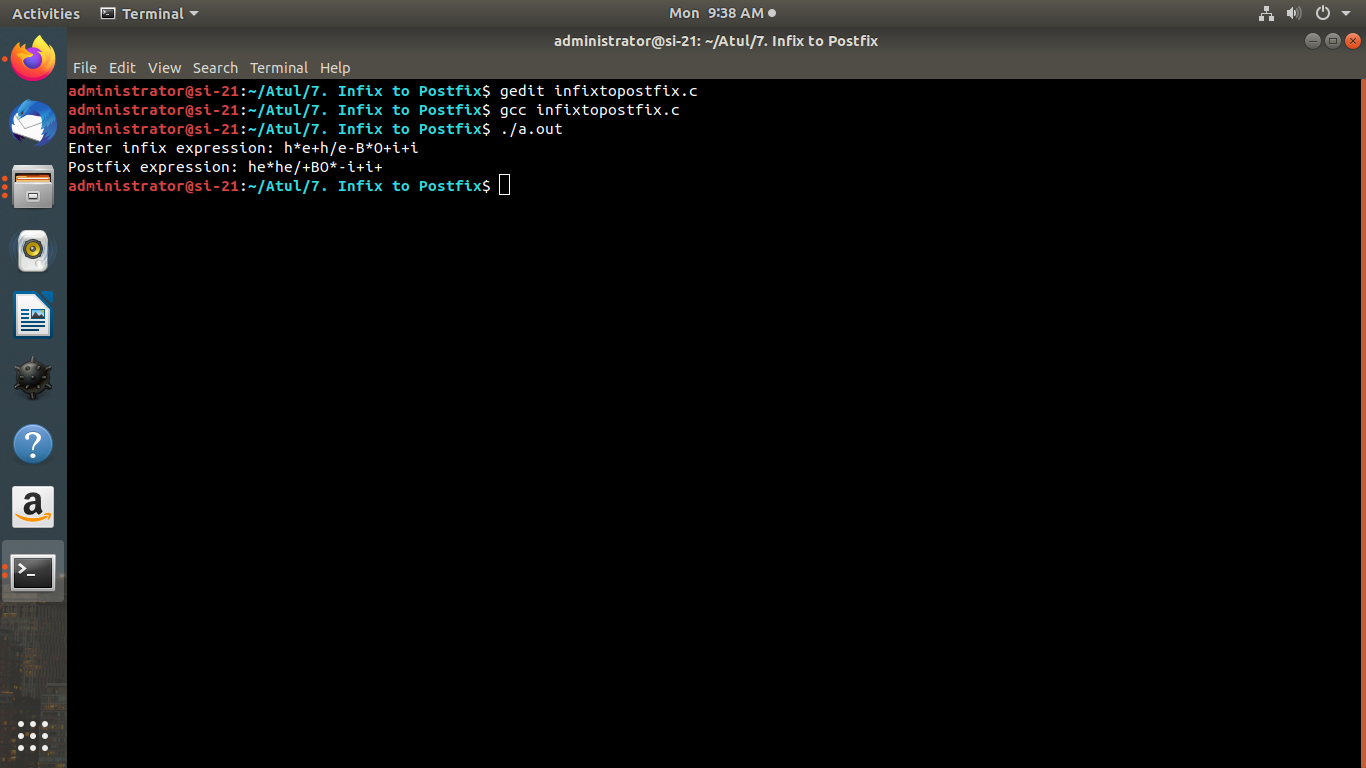 Activities Terminal Mon 9:38 AM
administrator@si-21: ~/Atul/7. Infix to Postfix
File Edit View Search Terminal Help
administrator@si-21:~/Atul/7. Infix to Postfix$ gedit infixtopostfix.c
administrator@si-21:~/Atul/7. Infix to Postfix$ gcc infixtopostfix.c
administrator@si-21:~/Atul/7. Infix to Postfix$ ./a.out
Enter infix expression: h*e+h/e-B*O+i+i
Postfix expression: he*he/+BO*-i+i+
administrator@si-21:~/Atul/7. Infix to Postfix$
?
a
>_